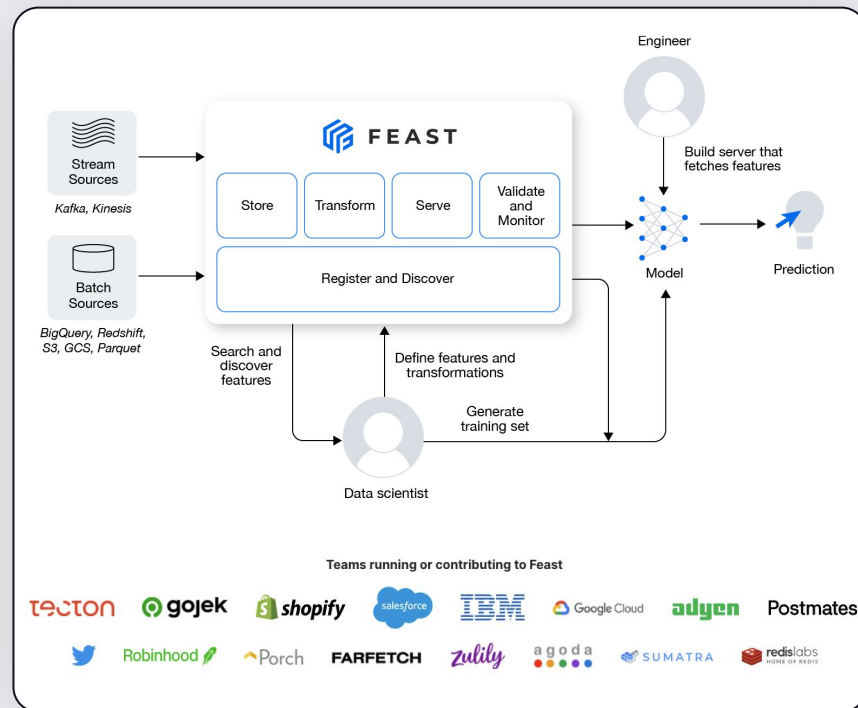 Engineer
Build server that
fetches features
Stream
Sources
Kafka, Kinesis
FEAST
Store
Transform
Serve
Validate
and
Monitor
Register and Discover
Batch
Sources
BigQuery, Redshift,
S3, GCS, Parquet
Model
Prediction
Search and
discover
features
Define features and
transformations
Generate
training set
Data scientist
Teams running or contributing to Feast
TECTON
gojek
shopify
salesforce
IBM
Google Cloud
adyen
Postmates
Robinhood
Porch
FARFETCH
zulily
agoda
SUMATRA
redislabs
HOME OF REDIS